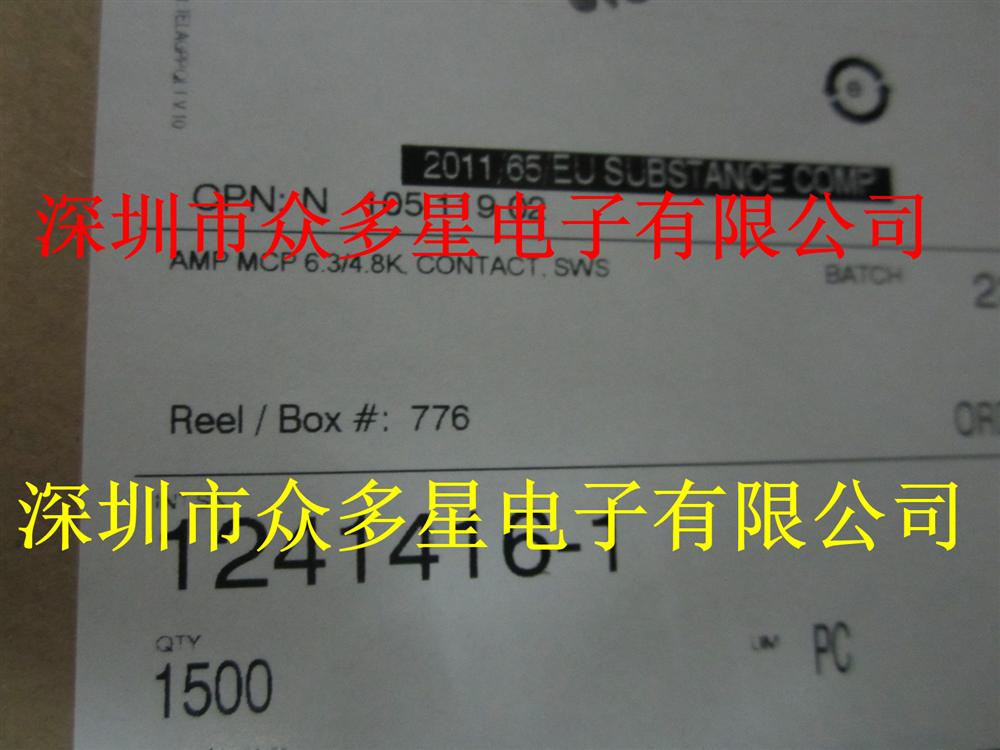 2011/65 EU SUBSTANCE COMP
CPN: N
深圳市众多星电子有限公司
AMP MCP 6.3/4.8K, CONTACT, SWS
BATCH
Reel / Box #: 776
深圳市众多星电子有限公司
1241416-1
QTY
1500
UM PC